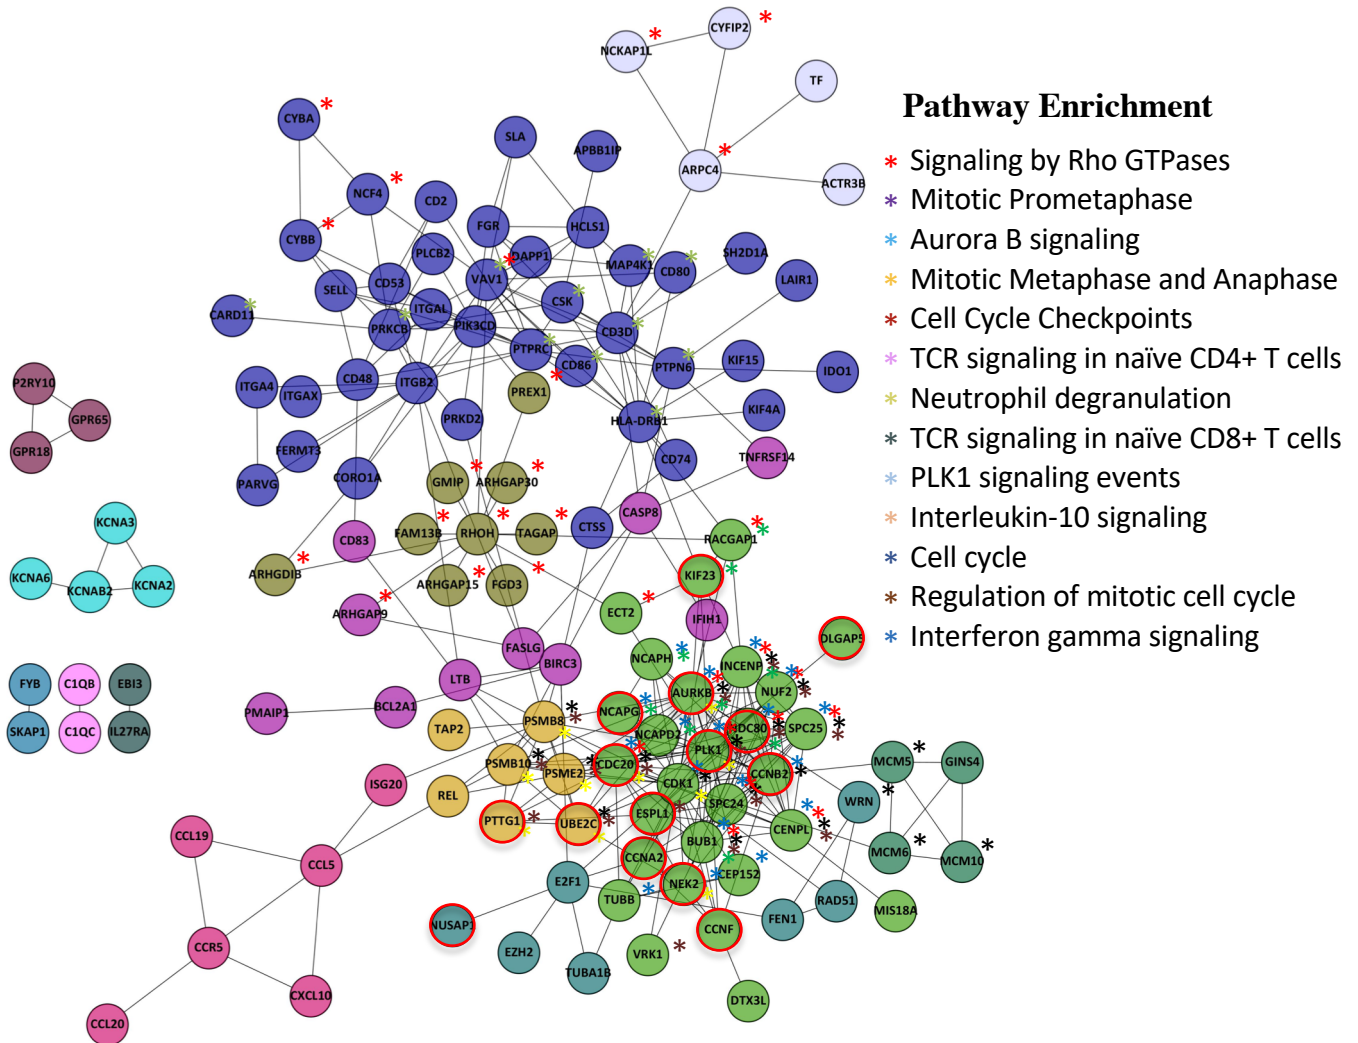 CYFIP2
NCKAP1L
TF
CYBA
SLA
APBB1IP
ARPC4
ACTR3B
NCF4
CD2
CYBB
FGR
HCLS1
PLCB2
DAPP1
MAP4K1
CD80
SH2D1A
LAIR1
SELL
CD53
VAV1
CSK
ITGAL
CARD11
PRKCB
PIK3CD
CD3D
PTPRC
CD86
PTPN6
KIF15
IDO1
P2RY10
GPR65
GPR18
ITGA4
ITGAX
CD48
ITGB2
PREX1
PRKD2
HLA-DRB1
KIF4A
FERMT3
CD74
TNFRSF14
PARVG
CORO1A
GMIP
ARHGAP30
KCNA3
KCNA6
KCNAB2
KCNA2
CD83
FAM13B
RHOH
TAGAP
CTSS
CASP8
RACGAP1
ARHGDIB
ARHGAP15
FGD3
KIF23
ARHGAP9
ECT2
IFIH1
DLGAP5
FASLG
BIRC3
NCAPH
INCENP
FYB
C1QB
EBI3
SKAP1
C1QC
IL27RA
LTB
AURKB
NUF2
PMAIP1
BCL2A1
TAP2
PSMB8
NCAPG
NCAPD2
NDC80
SPC25
PLK1
PSMB10
PSME2
CDC20
CCNB2
MCM5
GINS4
ISG20
REL
CDK1
SPC24
WRN
PTTG1
UBE2C
ESPL1
CENPL
CCL19
BUB1
MCM6
MCM10
CCL5
CCNA2
CEP152
E2F1
NEK2
TUBB
RAD51
MIS18A
NUSAP1
FEN1
CCNF
CCR5
EZH2
VRK1
TUBA1B
CXCL10
DTX3L
CCL20
Pathway Enrichment
* Signaling by Rho GTPases
* Mitotic Prometaphase
* Aurora B signaling
* Mitotic Metaphase and Anaphase
* Cell Cycle Checkpoints
* TCR signaling in naïve CD4+ T cells
* Neutrophil degranulation
* TCR signaling in naïve CD8+ T cells
* PLK1 signaling events
* Interleukin-10 signaling
* Cell cycle
* Regulation of mitotic cell cycle
* Interferon gamma signaling